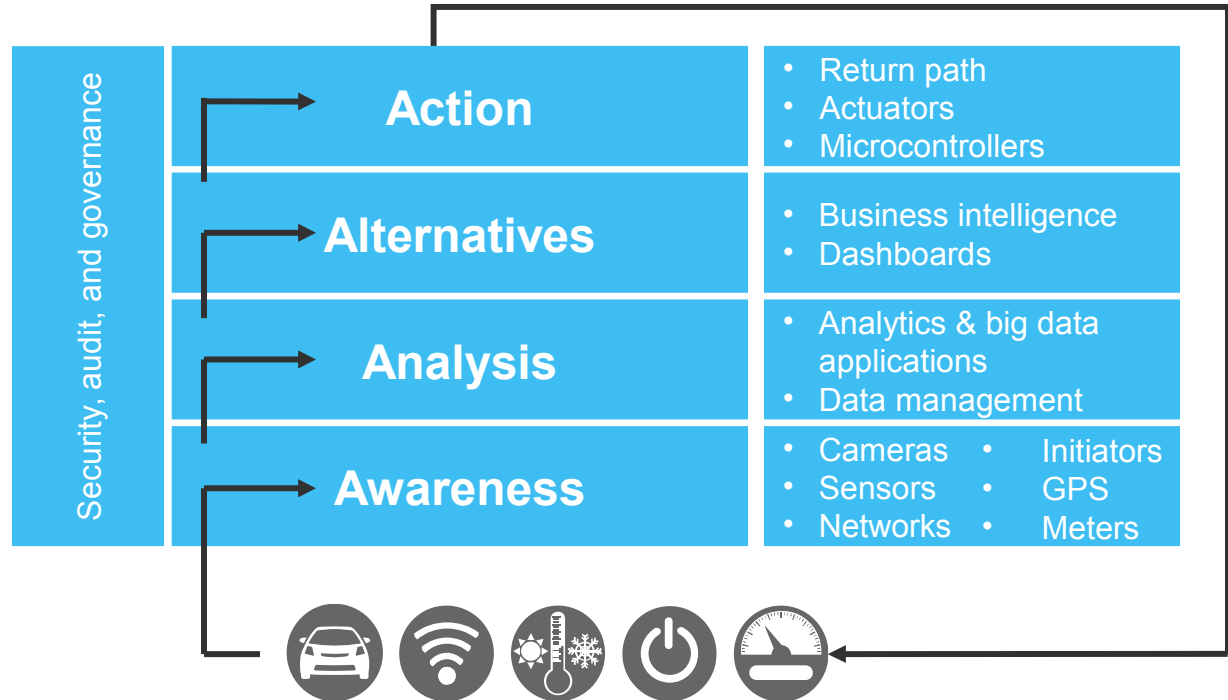 Security, audit, and governance
Action
• Return path
• Actuators
• Microcontrollers
Alternatives
• Business intelligence
• Dashboards
Analysis
• Analytics & big data
applications
• Data management
Awareness
• Cameras • Initiators
• Sensors • GPS
• Networks • Meters